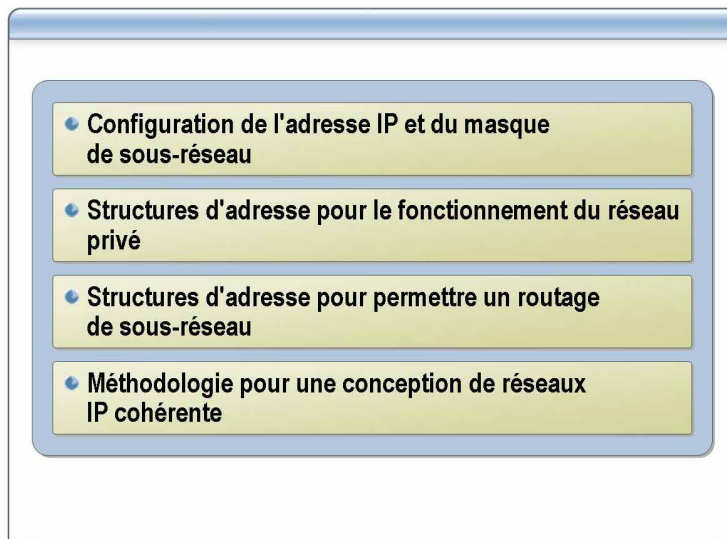 Configuration de l'adresse IP et du masque
de sous-réseau
Structures d'adresse pour le fonctionnement du réseau
privé
Structures d'adresse pour permettre un routage
de sous-réseau
Méthodologie pour une conception de réseaux
IP cohérente